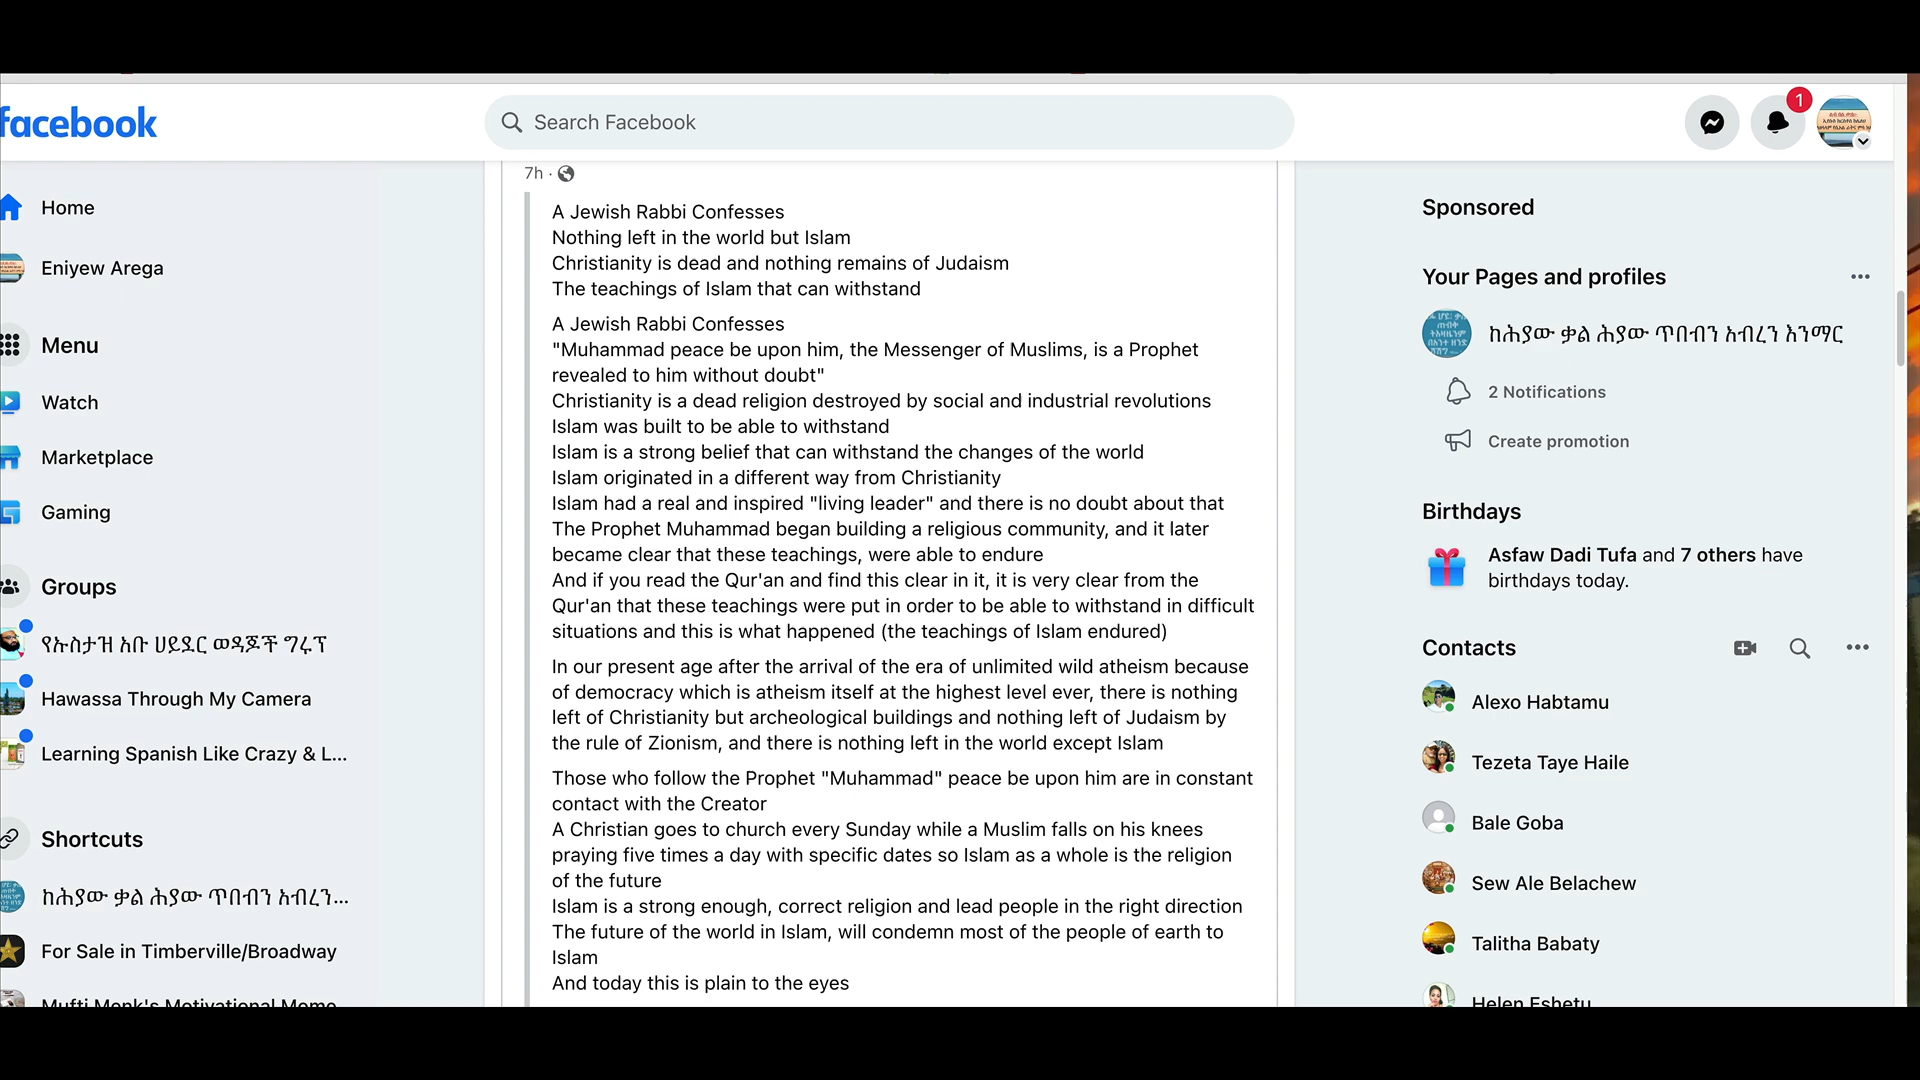 facebook
Search Facebook
1
Home
Eniyew Arega
Menu
Watch
Marketplace
Gaming
Groups
የኡስታዝ አቡ ሀይደር ወዳጆች ግሩፕ
Hawassa Through My Camera
Learning Spanish Like Crazy & L...
Shortcuts
ከሕያው ቃል ሕያው ጥበብን አብረን...
For Sale in Timberville/Broadway
Mufti Menk's Motivational Memo
7h ·
A Jewish Rabbi Confesses
Nothing left in the world but Islam
Christianity is dead and nothing remains of Judaism
The teachings of Islam that can withstand
A Jewish Rabbi Confesses
"Muhammad peace be upon him, the Messenger of Muslims, is a Prophet
revealed to him without doubt"
Christianity is a dead religion destroyed by social and industrial revolutions
Islam was built to be able to withstand
Islam is a strong belief that can withstand the changes of the world
Islam originated in a different way from Christianity
Islam had a real and inspired "living leader" and there is no doubt about that
The Prophet Muhammad began building a religious community, and it later
became clear that these teachings, were able to endure
And if you read the Qur'an and find this clear in it, it is very clear from the
Qur'an that these teachings were put in order to be able to withstand in difficult
situations and this is what happened (the teachings of Islam endured)
In our present age after the arrival of the era of unlimited wild atheism because
of democracy which is atheism itself at the highest level ever, there is nothing
left of Christianity but archeological buildings and nothing left of Judaism by
the rule of Zionism, and there is nothing left in the world except Islam
Those who follow the Prophet "Muhammad" peace be upon him are in constant
contact with the Creator
A Christian goes to church every Sunday while a Muslim falls on his knees
praying five times a day with specific dates so Islam as a whole is the religion
of the future
Islam is a strong enough, correct religion and lead people in the right direction
The future of the world in Islam, will condemn most of the people of earth to
Islam
And today this is plain to the eyes
Sponsored
Your Pages and profiles
ከሕያው ቃል ሕያው ጥበብን አብረን እንማር
2 Notifications
Create promotion
Birthdays
Asfaw Dadi Tufa and 7 others have
birthdays today.
Contacts
Alexo Habtamu
Tezeta Taye Haile
Bale Goba
Sew Ale Belachew
Talitha Babaty
Helen Eshetu